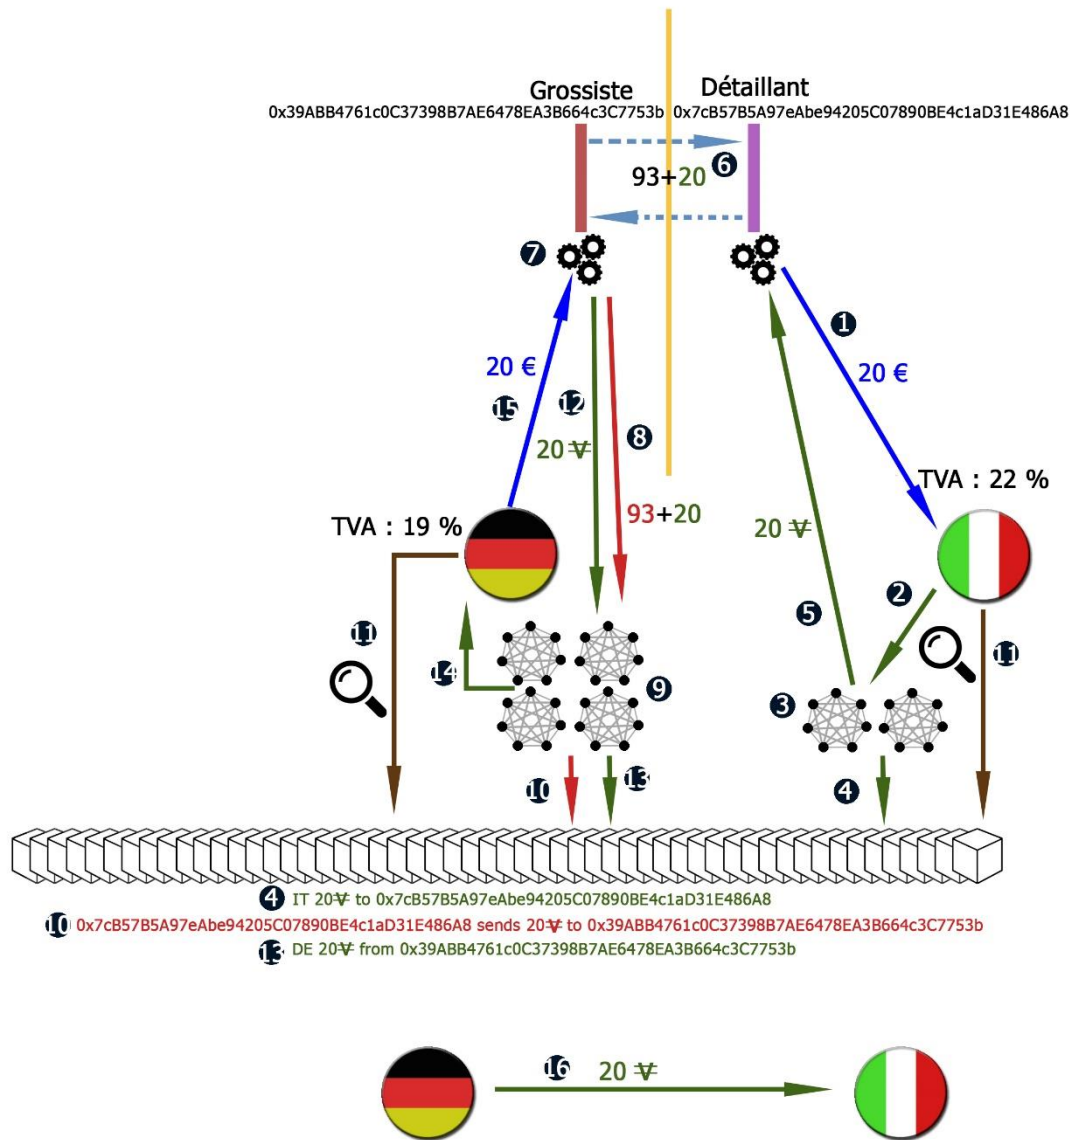 Grossiste
Détaillant
0x39ABB4761c0C37398B7AE6478EA3B664c3C7753b
0x7cB57B5A97eAbe94205C07890BE4c1aD31E486A8
6
93+20
7
1
20 €
20 €
15
12
8
20 ₩
TVA : 22 %
93+20
TVA : 19 %
20 ₩
5
2
11
11
14
9
3
10
13
4
4 IT 20₩ to 0x7cB57B5A97eAbe94205C07890BE4c1aD31E486A8
10 0x7cB57B5A97eAbe94205C07890BE4c1aD31E486A8 sends 20₩ to 0x39ABB4761c0C37398B7AE6478EA3B664c3C7753b
13 DE 20₩ from 0x39ABB4761c0C37398B7AE6478EA3B664c3C7753b
16
20 ₩